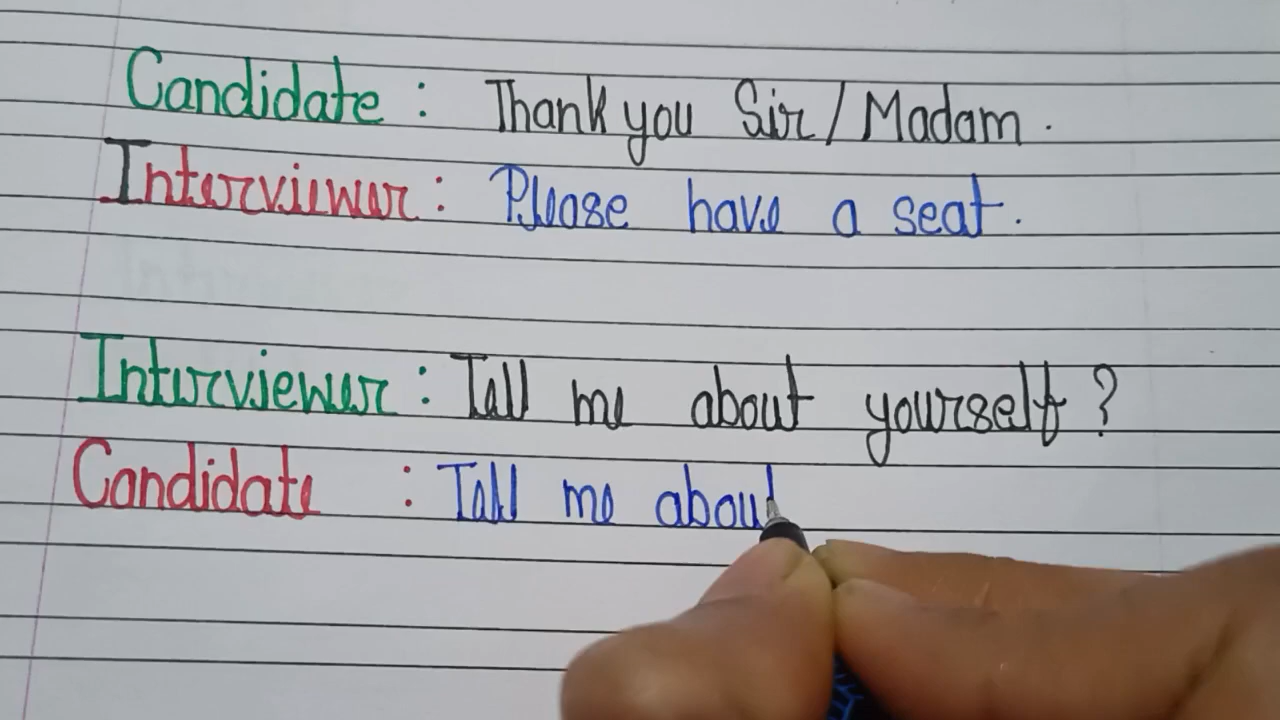 Candidate : Thank you Sir / Madam .
Interviewer : Please have a seat .
Interviewer : Tell me about yourself ?
Candidate : Tell me about